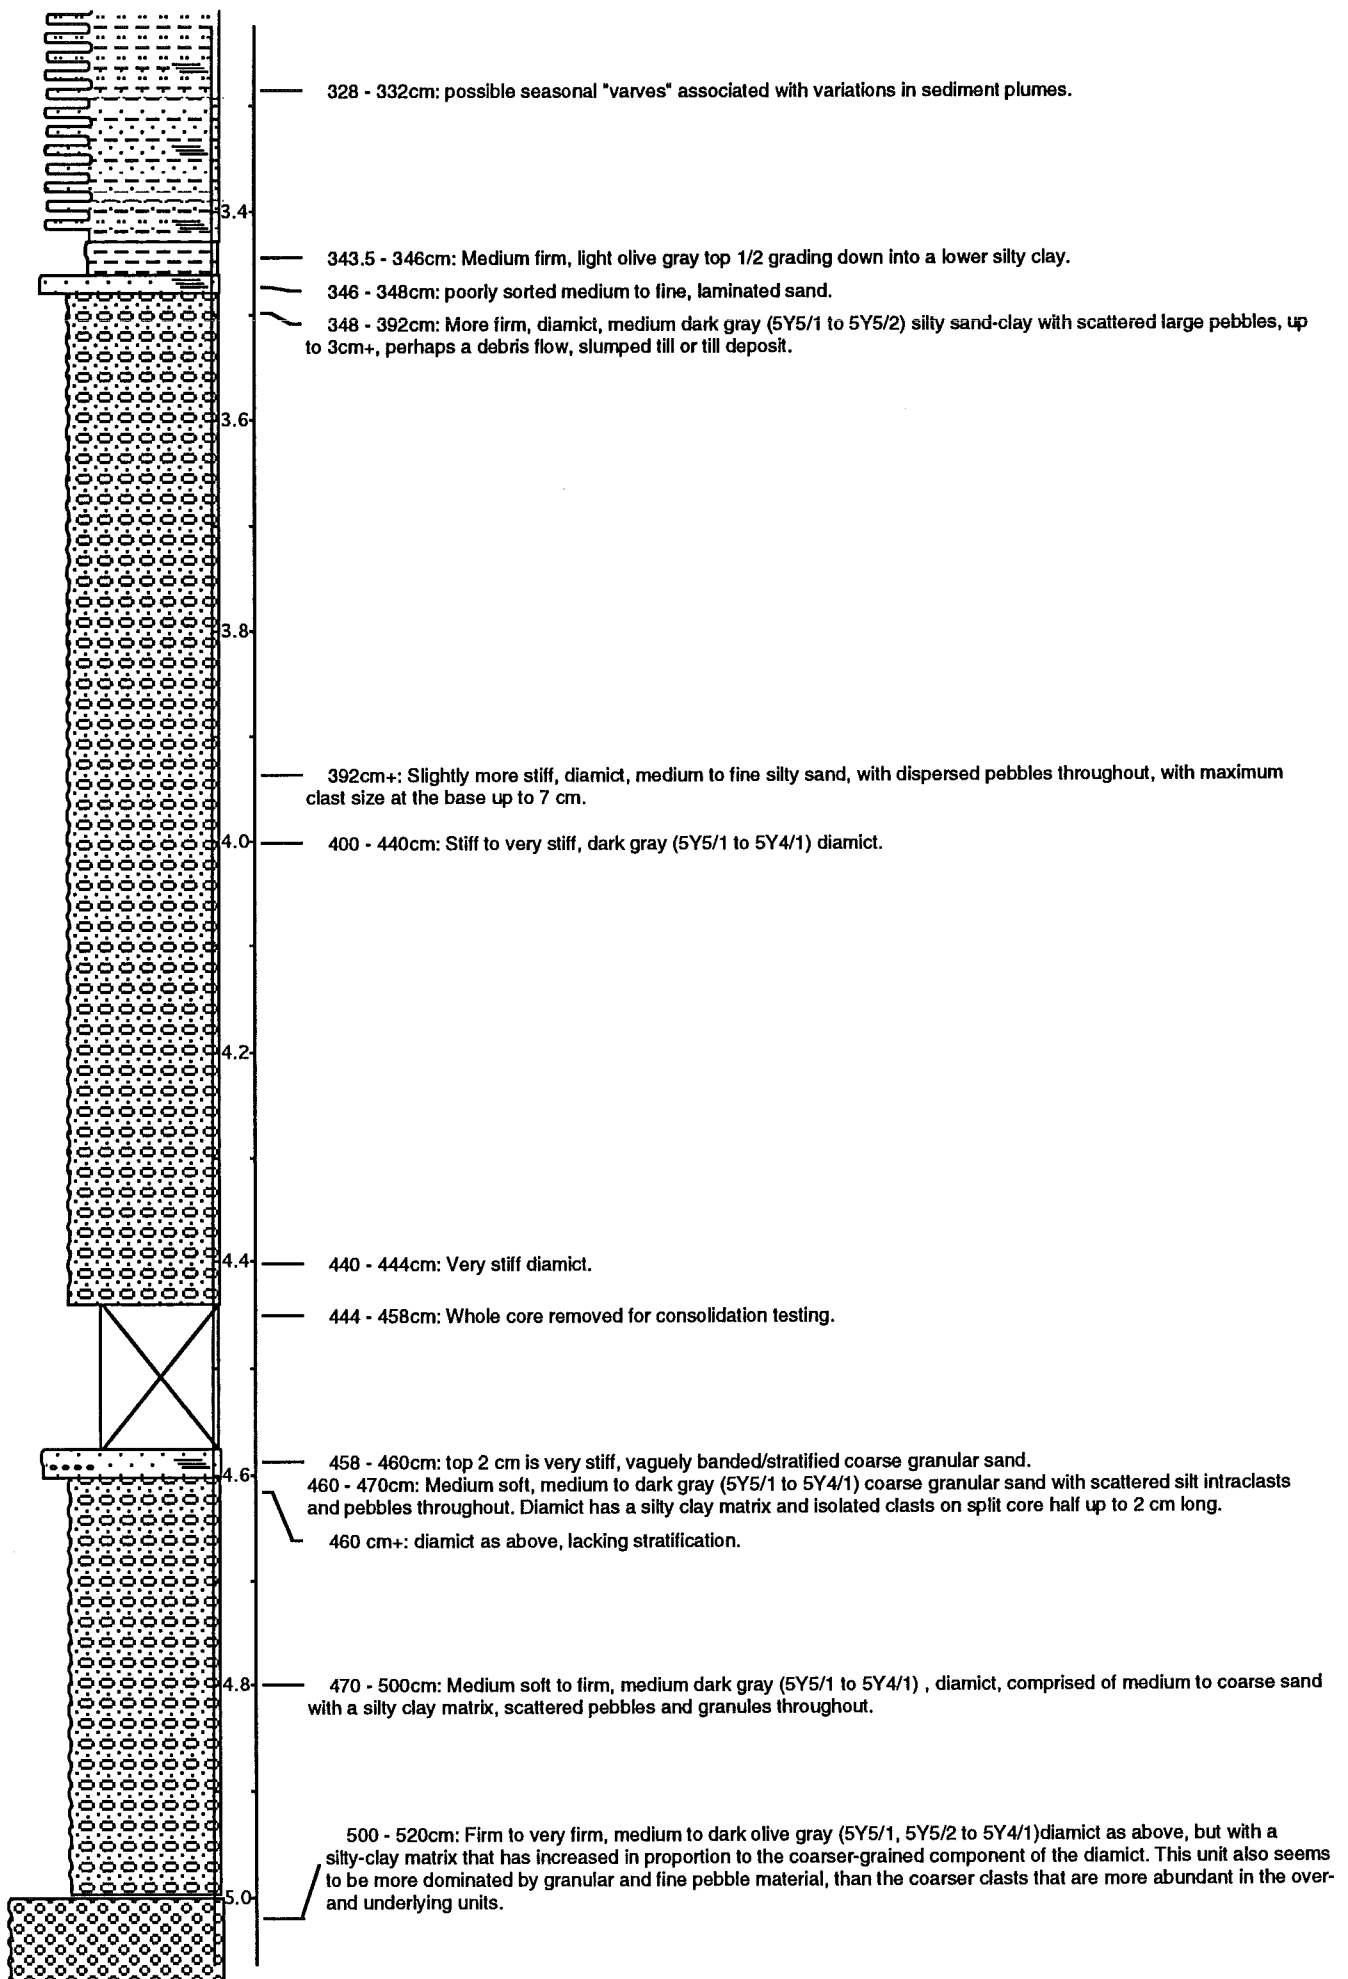 328 - 332cm: possible seasonal "varves" associated with variations in sediment plumes.
3.4
343.5 - 346cm: Medium firm, light olive gray top 1/2 grading down into a lower silty clay.
346 - 348cm: poorly sorted medium to fine, laminated sand.
348 - 392cm: More firm, diamict, medium dark gray (5Y5/1 to 5Y5/2) silty sand-clay with scattered large pebbles, up
to 3cm+, perhaps a debris flow, slumped till or till deposit.
3.6
3.8
392cm+: Slightly more stiff, diamict, medium to fine silty sand, with dispersed pebbles throughout, with maximum
clast size at the base up to 7 cm.
4.0
400 - 440cm: Stiff to very stiff, dark gray (5Y5/1 to 5Y4/1) diamict.
4.2
4.4
440 - 444cm: Very stiff diamict.
444 - 458cm: Whole core removed for consolidation testing.
458 - 460cm: top 2 cm is very stiff, vaguely banded/stratified coarse granular sand.
4.6
460 - 470cm: Medium soft, medium to dark gray (5Y5/1 to 5Y4/1) coarse granular sand with scattered silt intraclasts
and pebbles throughout. Diamict has a silty clay matrix and isolated clasts on split core half up to 2 cm long.
460 cm+: diamict as above, lacking stratification.
4.8
470 - 500cm: Medium soft to firm, medium dark gray (5Y5/1 to 5Y4/1) , diamict, comprised of medium to coarse sand
with a silty clay matrix, scattered pebbles and granules throughout.
500 - 520cm: Firm to very firm, medium to dark olive gray (5Y5/1, 5Y5/2 to 5Y4/1)diamict as above, but with a
silty-clay matrix that has increased in proportion to the coarser-grained component of the diamict. This unit also seems
to be more dominated by granular and fine pebble material, than the coarser clasts that are more abundant in the over-
and underlying units.
5.0